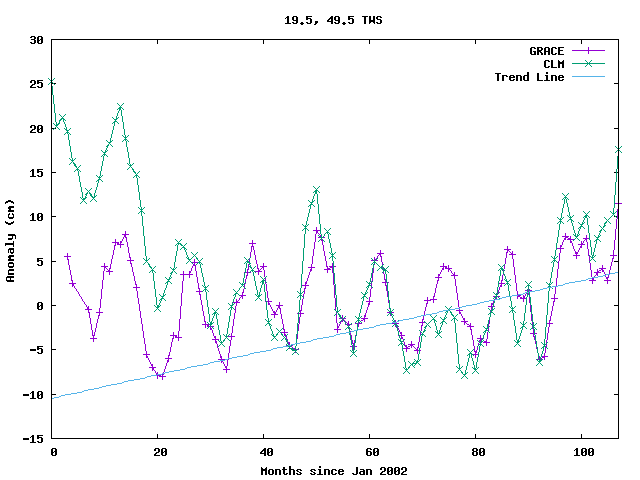 19.5, 49.5 TWS
GRACE
CLM
Trend Line
30
25
20
15
10
5
0
-5
-10
-15
Anomaly (cm)
0 20 40 60 80 100
Months since Jan 2002